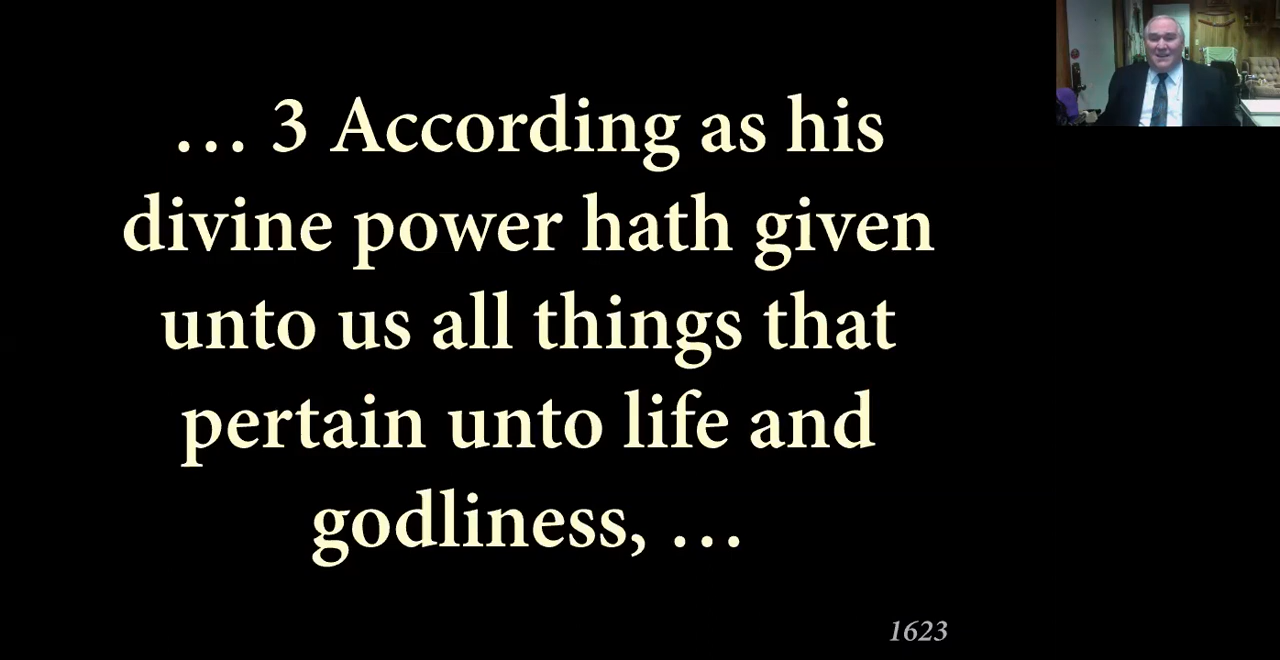 … 3 According as his
divine power hath given
unto us all things that
pertain unto life and
godliness, …
1623